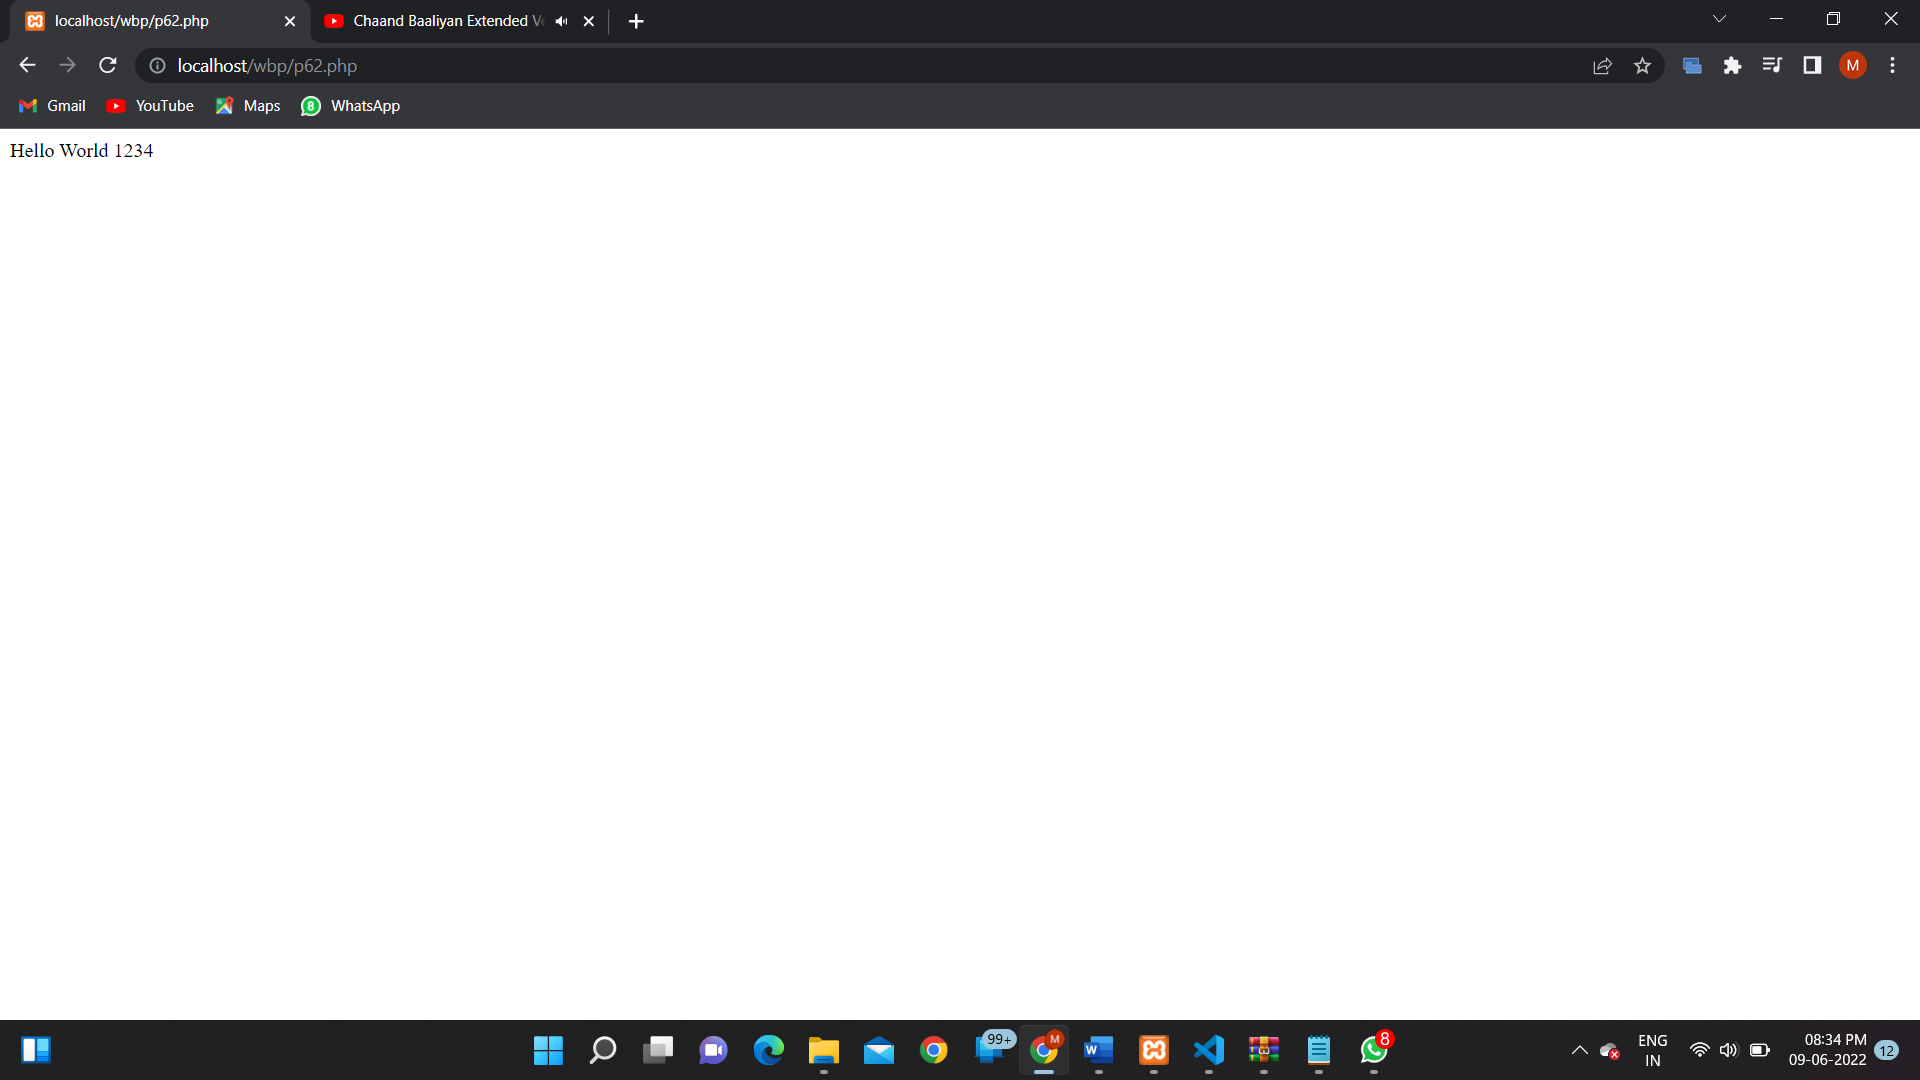 localhost/wbp/p62.php
Chaand Baaliyan Extended V
localhost/wbp/p62.php
M
Gmail
YouTube
Maps
8
WhatsApp
Hello World 1234
99+
M
W
8
ENG
IN
08:34 PM
09-06-2022
12